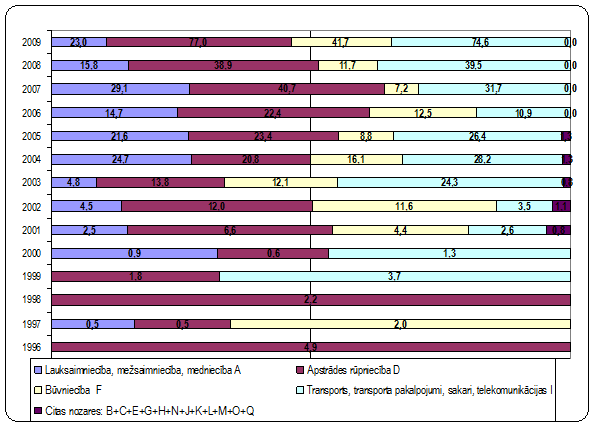 2009 23,0 77,0 41,7 74,6 0,0
2008 15,8 38,9 11,7 39,5 0,0
2007 29,1 40,7 7,2 31,7 0,0
2006 14,7 22,4 12,5 10,9 0,0
2005 21,6 23,4 8,8 26,4
2004 24,7 20,8 16,1 28,2
2003 4,8 13,8 12,1 24,3
2002 4,5 12,0 11,6 3,5 1,1
2001 2,5 6,6 4,4 2,6
2000 0,9 0,6 1,3
1999 1,8 3,7
1998 2,2
1997 0,5 0,5 2,0
1996 4,9
Lauksaimniecība, mežsaimniecība, medniecība A Apstrādes rūpniecība D
Būvniecība F Transports, transporta pakalpojumi, sakari, telekomunikācijas I
Citas nozares: B+C+E+G+H+N+J+K+L+M+O+Q